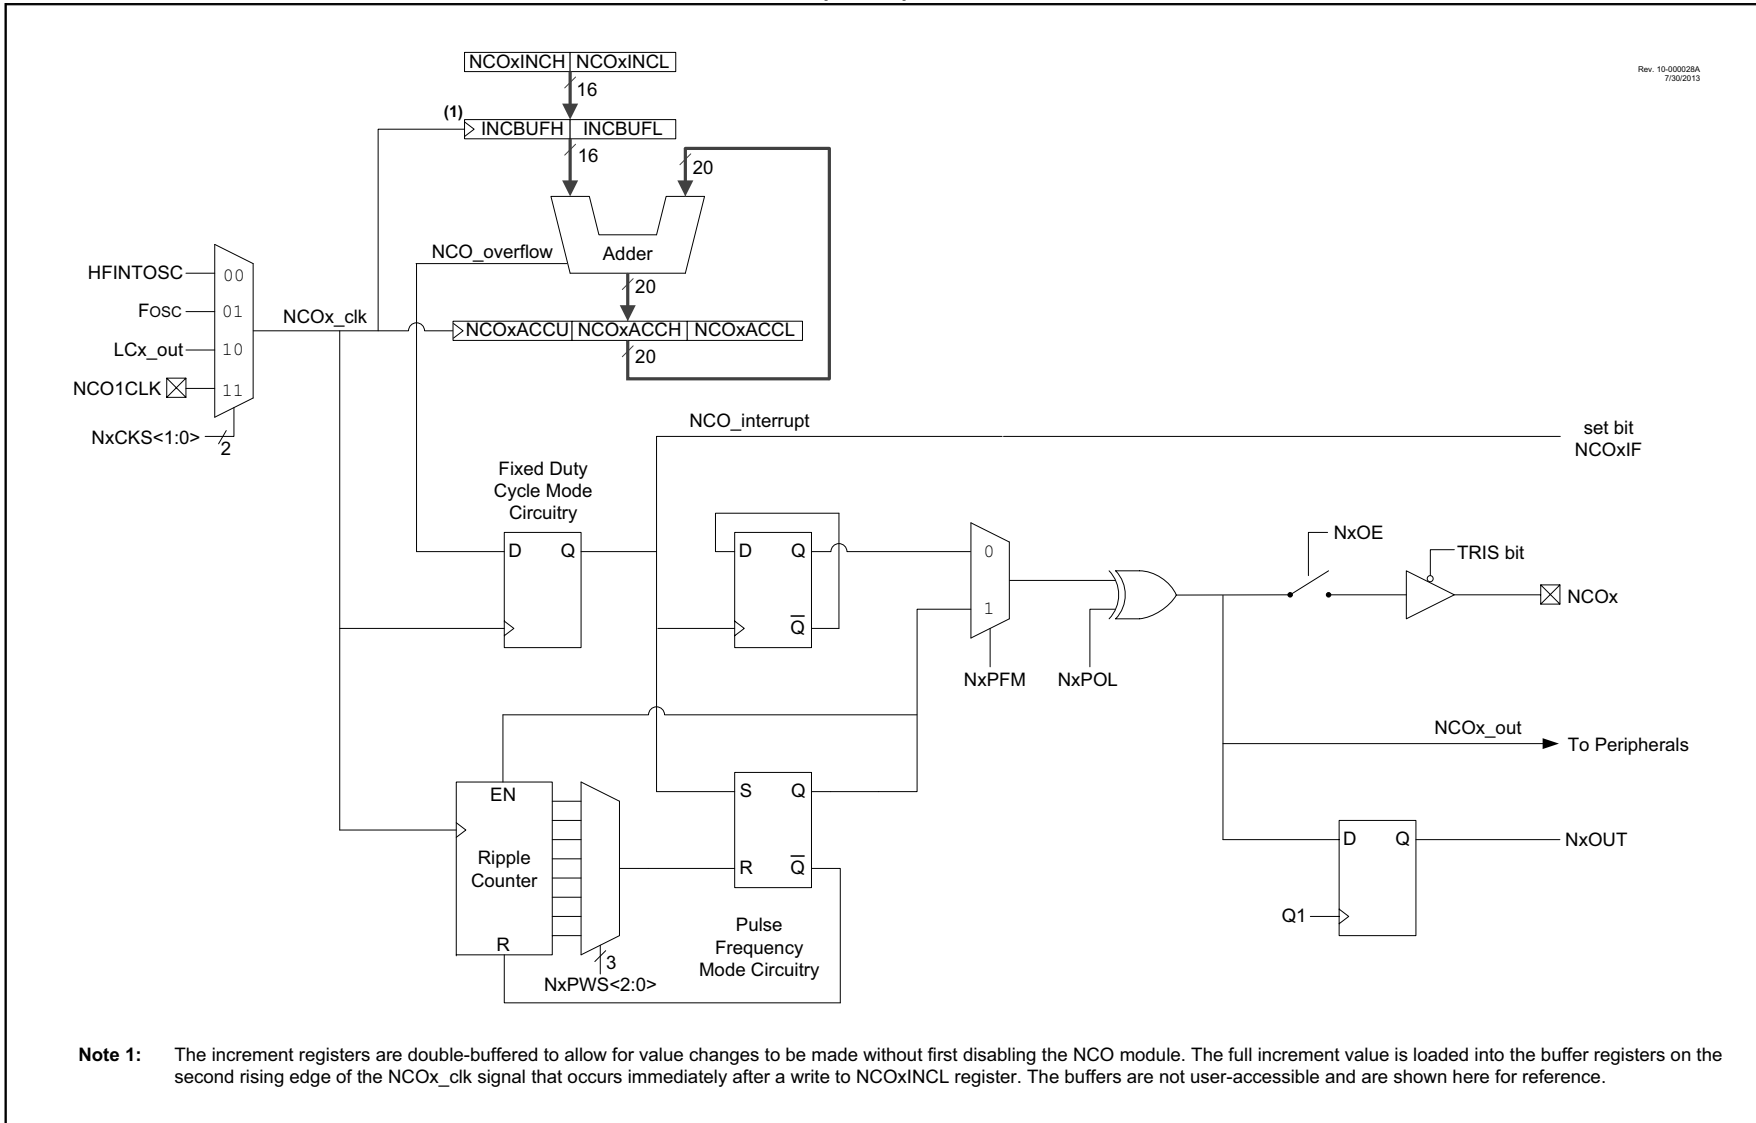 Rev. 10-000028A
7/30/2013
NCOxINCH NCOxINCL
16
(1)
INCBUFH INCBUFL
16
20
NCO_overflow
Adder
20
NCOx_clk
NCOxACCU NCOxACCH NCOxACCL
20
HFINTOSC 00
FOSC 01
LCx_out 10
NCO1CLK 11
NxCKS<1:0>
2
NCO_interrupt
set bit
NCOxIF
Fixed Duty
Cycle Mode
Circuitry
D Q
D Q
Q
0
1
NxPFM
NxPOL
NxOE
TRIS bit
NCOx
NCOx_out
To Peripherals
EN
Ripple
Counter
R
3
NxPWS<2:0>
S Q
R Q
Pulse
Frequency
Mode Circuitry
D Q
NxOUT
Q1
Note 1: The increment registers are double-buffered to allow for value changes to be made without first disabling the NCO module. The full increment value is loaded into the buffer registers on the
second rising edge of the NCOx_clk signal that occurs immediately after a write to NCOxINCL register. The buffers are not user-accessible and are shown here for reference.